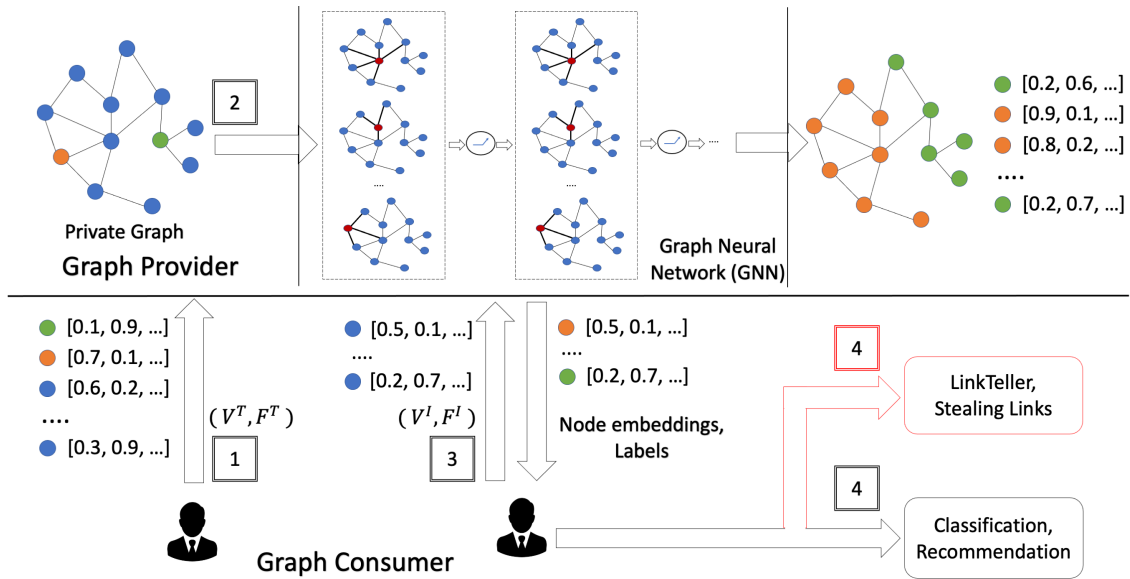 2
Private Graph
Graph Provider
....
....
....
Graph Neural
Network (GNN)
[0.2, 0.6, ...]
[0.9, 0.1, ...]
[0.8, 0.2, ...]
....
[0.2, 0.7, ...]
[0.1, 0.9, ...]
[0.7, 0.1, ...]
[0.6, 0.2, ...]
....
[0.3, 0.9, ...]
(V^T, F^T)
1
[0.5, 0.1, ...]
....
[0.2, 0.7, ...]
(V^I, F^I)
3
[0.5, 0.1, ...]
....
[0.2, 0.7, ...]
Node embeddings,
Labels
4
LinkTeller,
Stealing Links
4
Classification,
Recommendation
Graph Consumer